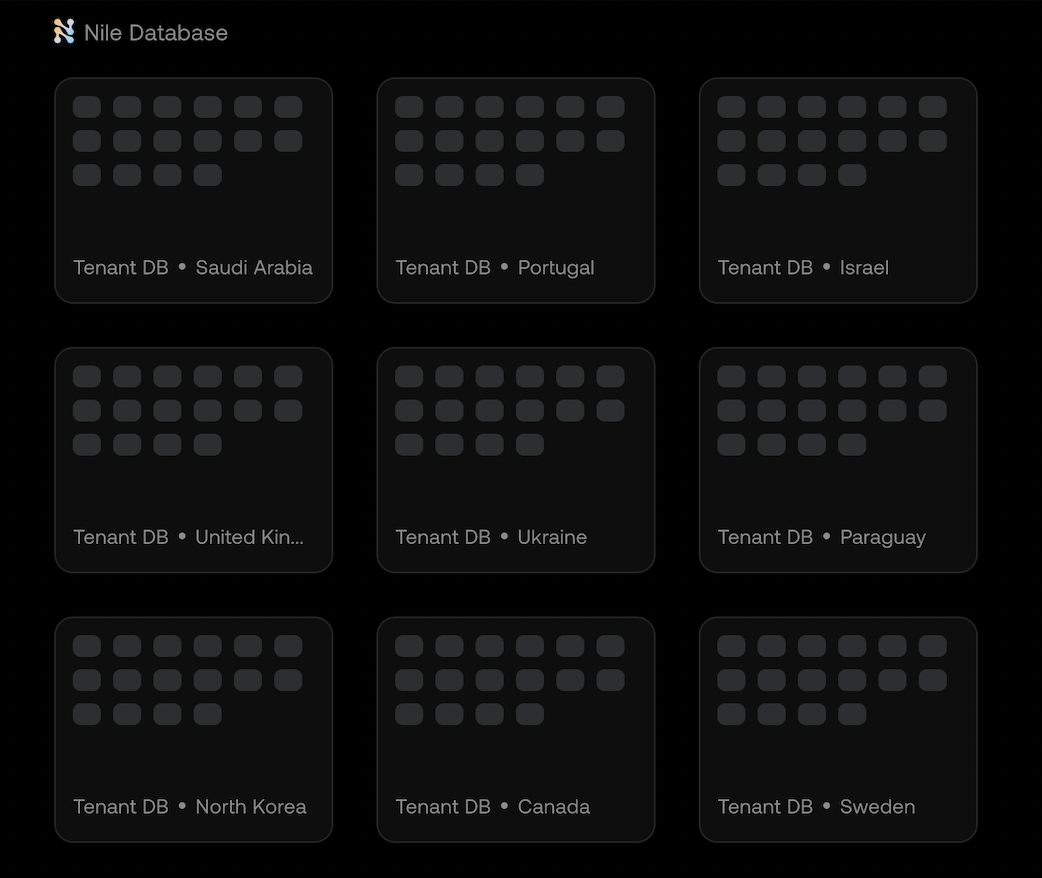 Nile Database
Tenant DB • Saudi Arabia
Tenant DB • Portugal
Tenant DB • Israel
Tenant DB • United Kin...
Tenant DB • Ukraine
Tenant DB • Paraguay
Tenant DB • North Korea
Tenant DB • Canada
Tenant DB • Sweden